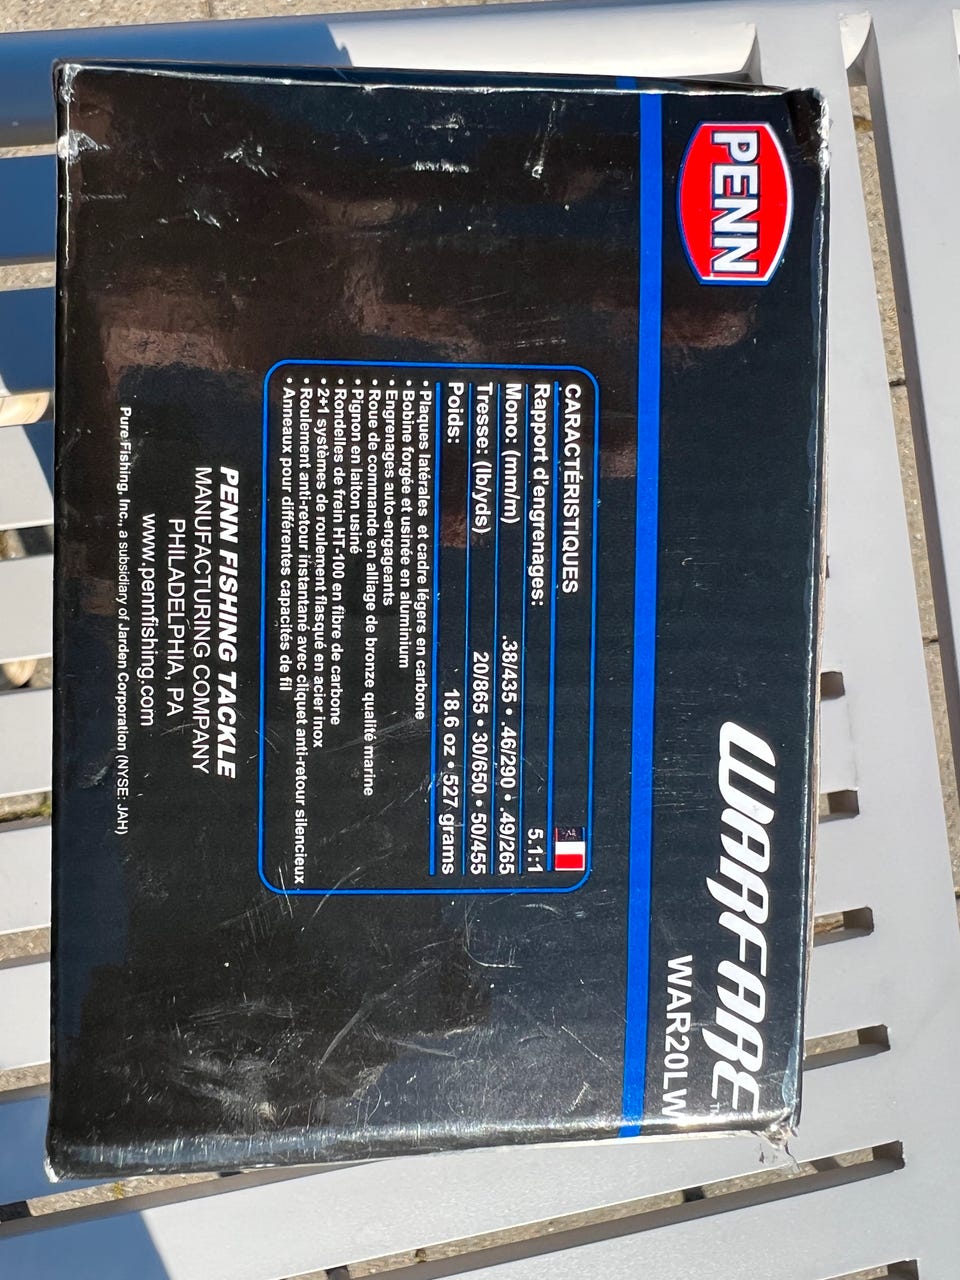 PENN
WARFARE™
WAR20LW
CARACTÉRISTIQUES
Rapport d'engrenages: 5.1:1
Mono: (mm/m) .38/435 • .46/290 • .49/265
Tresse: (lb/yds) 20/865 • 30/650 • 50/455
Poids: 18.6 oz • 527 grams
• Plaques latérales et cadre légers en carbone
• Bobine forgée et usinée en aluminium
• Engrenages auto-engageants
• Roue de commande en alliage de bronze qualité marine
• Pignon en laiton usiné
• Rondelles de frein HT-100 en fibre de carbone
• 2+1 systèmes de roulement flasqué en acier inox
• Roulement anti-retour instantané avec cliquet anti-retour silencieux
• Anneaux pour différentes capacités de fil
PENN FISHING TACKLE
MANUFACTURING COMPANY
PHILADELPHIA, PA
www.pennfishing.com
Pure Fishing, Inc., a subsidiary of Jarden Corporation (NYSE: JAH)